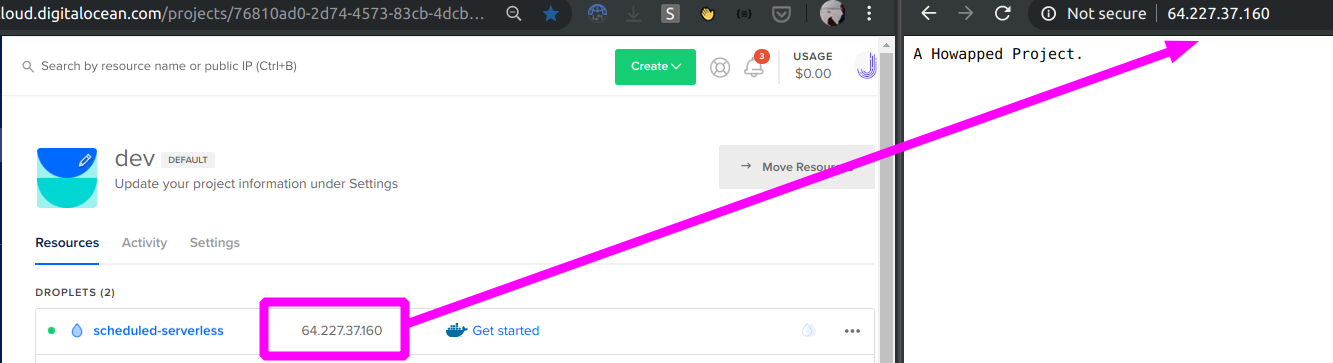 loud.digitalocean.com/projects/76810ad0-2d74-4573-83cb-4dcb...
S
Search by resource name or public IP (Ctrl+B)
Create
3
USAGE
$0.00
dev DEFAULT
Update your project information under Settings
→ Move Resour
Resources Activity Settings
DROPLETS (2)
scheduled-serverless 64.227.37.160 Get started
Not secure 64.227.37.160
A Howapped Project.